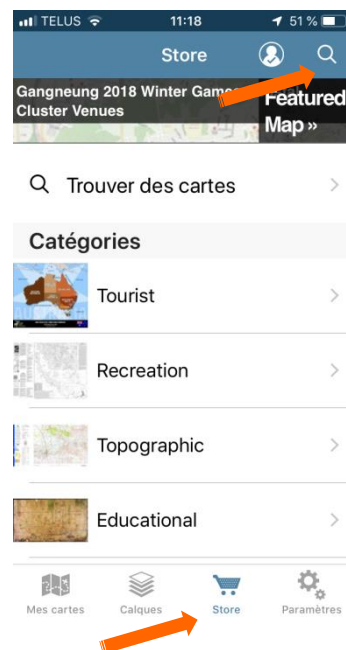 TELUS 11:18 51 %
Store
Gangneung 2018 Winter Games
Cluster Venues
Featured
Map »
Trouver des cartes
Catégories
Tourist
Recreation
Topographic
Educational
Mes cartes Calques Store Paramètres